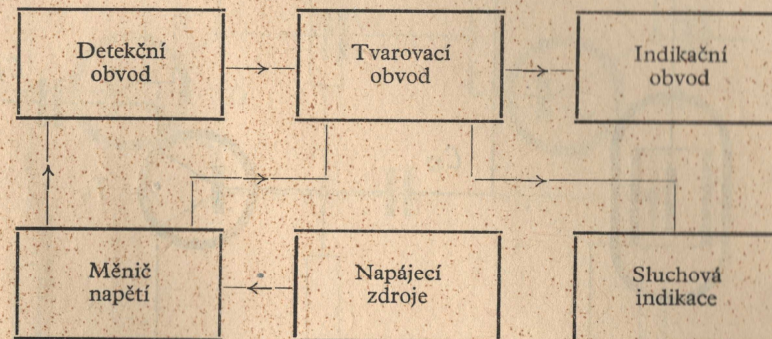 Detekční
obvod
Tvarovací
obvod
Indikační
obvod
Měnič
napětí
Napájecí
zdroje
Sluchová
indikace